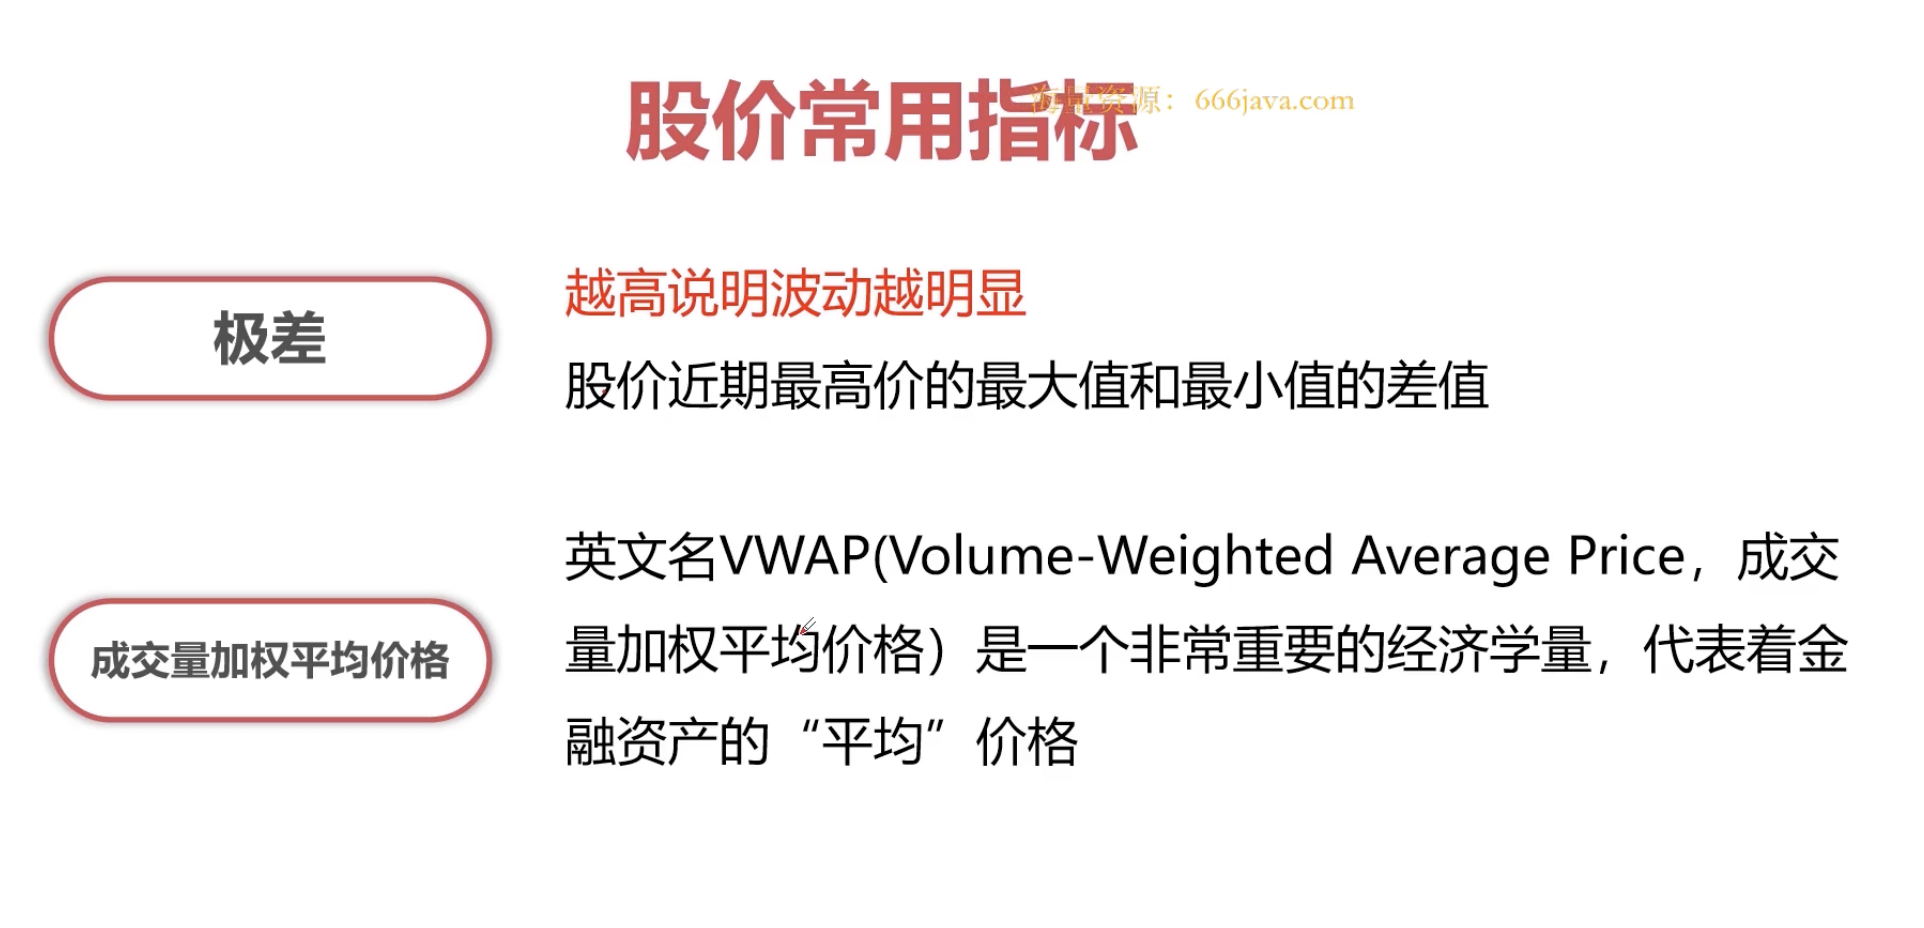 股价常用指标
海量资源：666java.com
极差
越高说明波动越明显
股价近期最高价的最大值和最小值的差值
成交量加权平均价格
英文名VWAP(Volume-Weighted Average Price，成交
量加权平均价格）是一个非常重要的经济学量，代表着金
融资产的“平均”价格